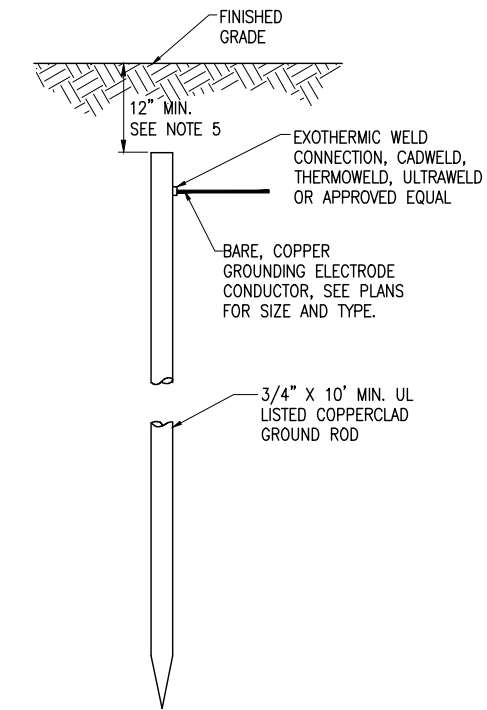 FINISHED
GRADE
12" MIN.
SEE NOTE 5
EXOTHERMIC WELD
CONNECTION, CADWELD,
THERMOWELD, ULTRAWELD
OR APPROVED EQUAL
BARE, COPPER
GROUNDING ELECTRODE
CONDUCTOR, SEE PLANS
FOR SIZE AND TYPE.
3/4" X 10' MIN. UL
LISTED COPPERCLAD
GROUND ROD